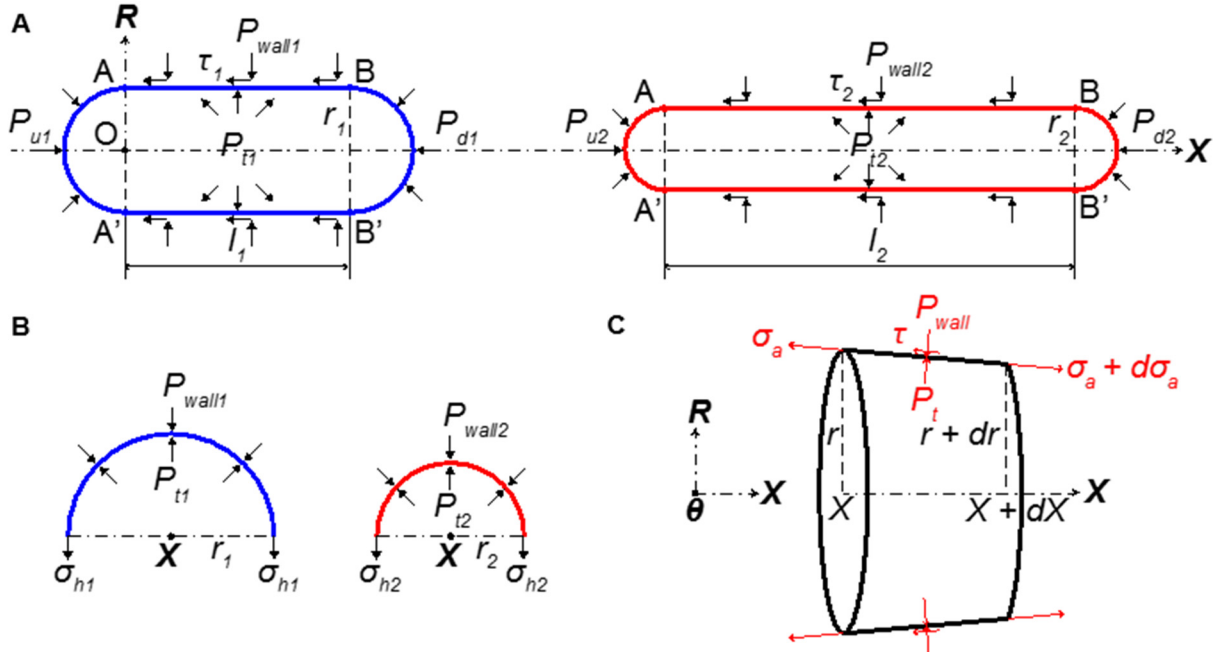 A
R
P_wall1
τ_1
A
B
P_u1
O
r_1
P_d1
P_t1
A'
B'
l_1
P_wall2
τ_2
A
B
P_u2
r_2
P_d2
P_t2
X
A'
B'
l_2
B
P_wall1
P_t1
X
r_1
σ_h1
σ_h1
P_wall2
P_t2
X
r_2
σ_h2
σ_h2
C
P_wall
σ_a
τ
σ_a + dσ_a
P_t
R
r
r + dr
θ
X
X
X + dX
X